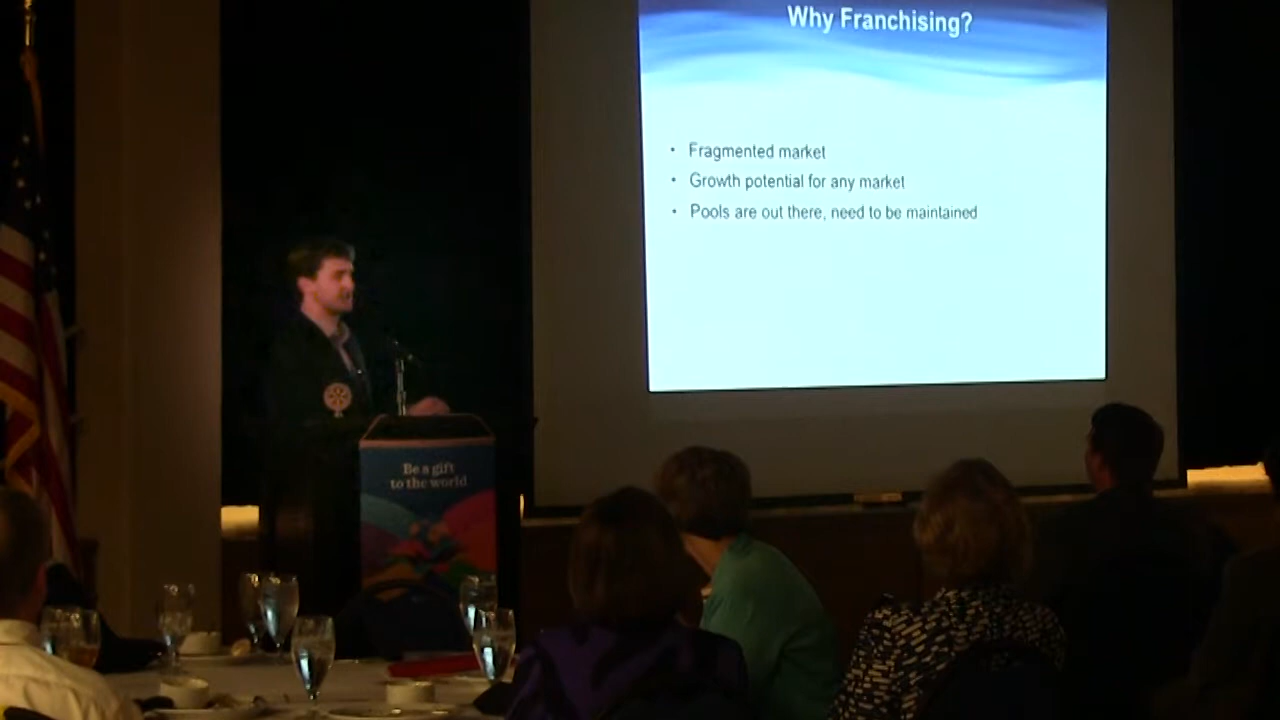 Why Franchising?
• Fragmented market
• Growth potential for any market
• Pools are out there, need to be maintained
Be a gift
to the world